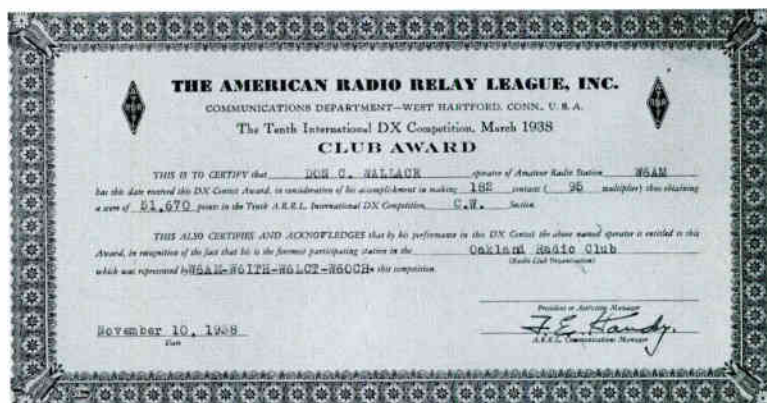 THE AMERICAN RADIO RELAY LEAGUE, INC.
COMMUNICATIONS DEPARTMENT—WEST HARTFORD, CONN., U. S. A.
The Tenth International DX Competition, March 1938
CLUB AWARD
THIS IS TO CERTIFY that DON C. WALLACE operator of Amateur Radio Station W6AM
has this date received this DX Contest Award, in consideration of his accomplishment in making 182 contacts ( 95 multiplier) thus obtaining
a score of 51,670 points in the Tenth A.R.R.L. International DX Competition, C.W. Section.
THIS ALSO CERTIFIES AND ACKNOWLEDGES that by his performance in this DX Contest the above named operator is entitled to this
Award, in recognition of the fact that his is the foremost participating station in the Oakland Radio Club
(Radio Club Organization)
which was represented by W6AM-W6ITH-W6LCT-W6OCH- this competition.
President or Activities Manager
November 10, 1938
F. E. Handy.
Date
A.R.R.L. Communications Manager